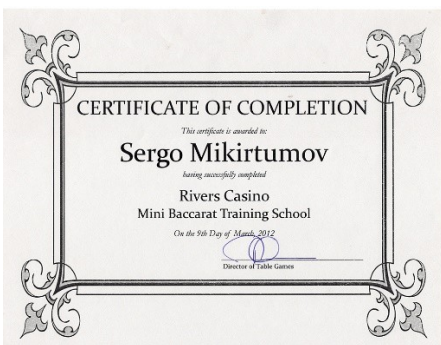 CERTIFICATE OF COMPLETION
This certificate is awarded to:
Sergo Mikirtumov
having successfully completed
Rivers Casino
Mini Baccarat Training School
On the 9th Day of March, 2012
Director of Table Games